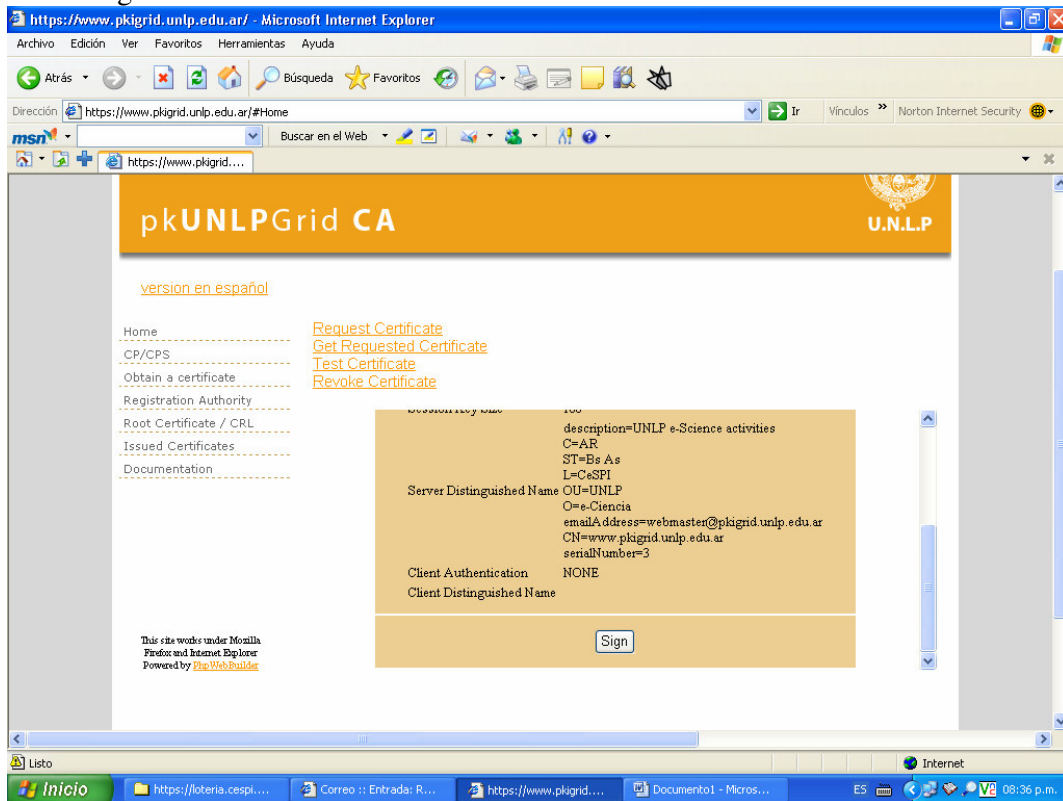 https://www.pkigrid.unlp.edu.ar/ - Microsoft Internet Explorer
Archivo Edición Ver Favoritos Herramientas Ayuda
Atrás Búsqueda Favoritos
Dirección https://www.pkigrid.unlp.edu.ar/#Home Ir Vínculos » Norton Internet Security
msn Buscar en el Web
https://www.pkigrid....
pkUNLPGrid CA
U.N.L.P
version en español
Home
CP/CPS
Obtain a certificate
Registration Authority
Root Certificate / CRL
Issued Certificates
Documentation
Request Certificate
Get Requested Certificate
Test Certificate
Revoke Certificate
Session Key Size 168
description=UNLP e-Science activities
C=AR
ST=Bs As
L=CeSPI
Server Distinguished Name OU=UNLP
O=e-Ciencia
emailAddress=webmaster@pkigrid.unlp.edu.ar
CN=www.pkigrid.unlp.edu.ar
serialNumber=3
Client Authentication NONE
Client Distinguished Name
Sign
This site works under Mozilla
Firefox and Internet Explorer
Powered by PhpWebBuilder
Listo Internet
Inicio https://loteria.cespi.... Correo :: Entrada: R... https://www.pkigrid.... Documento1 - Micros... ES 08:36 p.m.